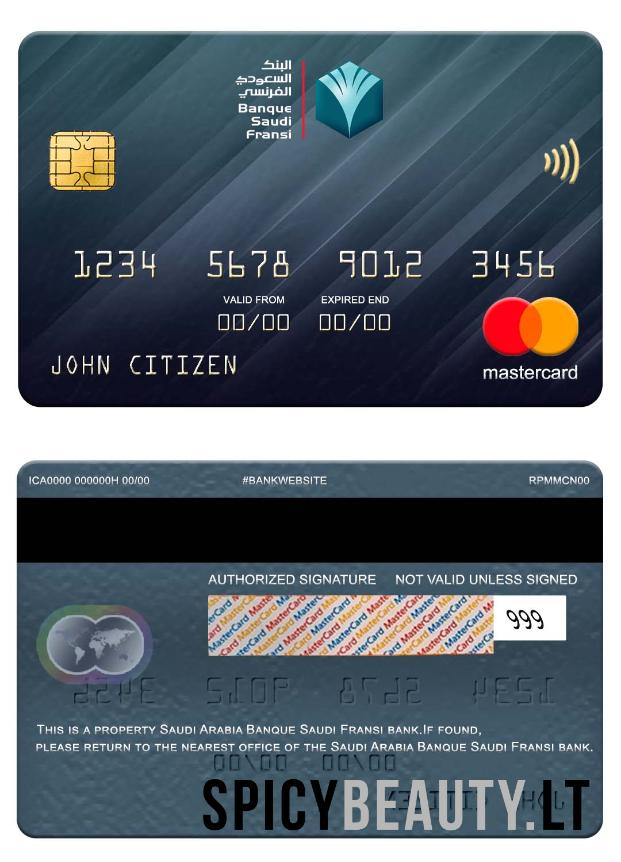 البنك
السعودي
الفرنسي
Banque
Saudi
Fransi
1234 5678 9012 3456
VALID FROM EXPIRED END
00/00 00/00
JOHN CITIZEN
mastercard
ICA0000 000000H 00/00 #BANKWEBSITE RPMMCN00
AUTHORIZED SIGNATURE NOT VALID UNLESS SIGNED
MasterCard MasterCard MasterCard
999
THIS IS A PROPERTY SAUDI ARABIA BANQUE SAUDI FRANSI BANK.IF FOUND,
PLEASE RETURN TO THE NEAREST OFFICE OF THE SAUDI ARABIA BANQUE SAUDI FRANSI BANK.
SPICYBEAUTY.LT